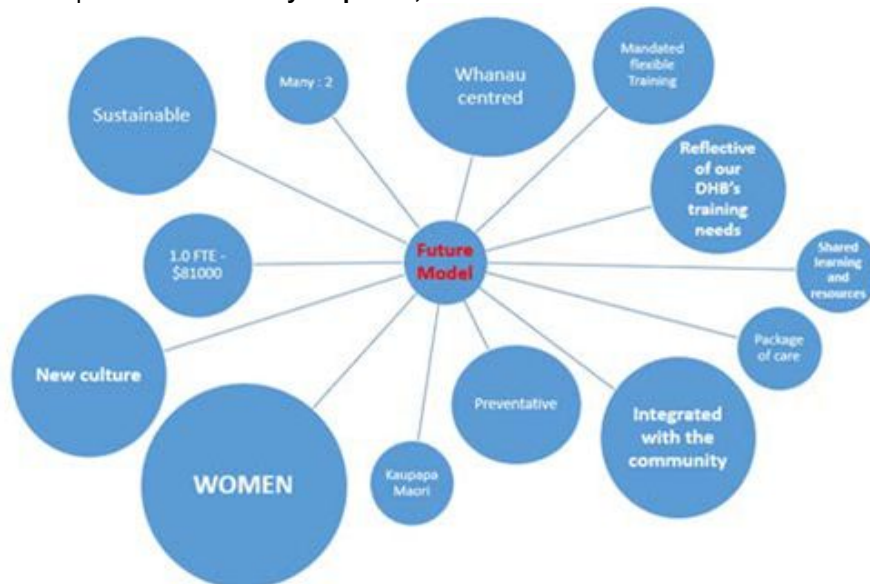 Sustainable
Many : 2
Whanau
centred
Mandated
flexible
Training
Reflective
of our
DHB's
training
needs
1.0 FTE -
$81000
Future
Model
Shared
learning
and
resources
Package
of care
New culture
Preventative
Integrated
with the
community
WOMEN
Kaupapa
Maori